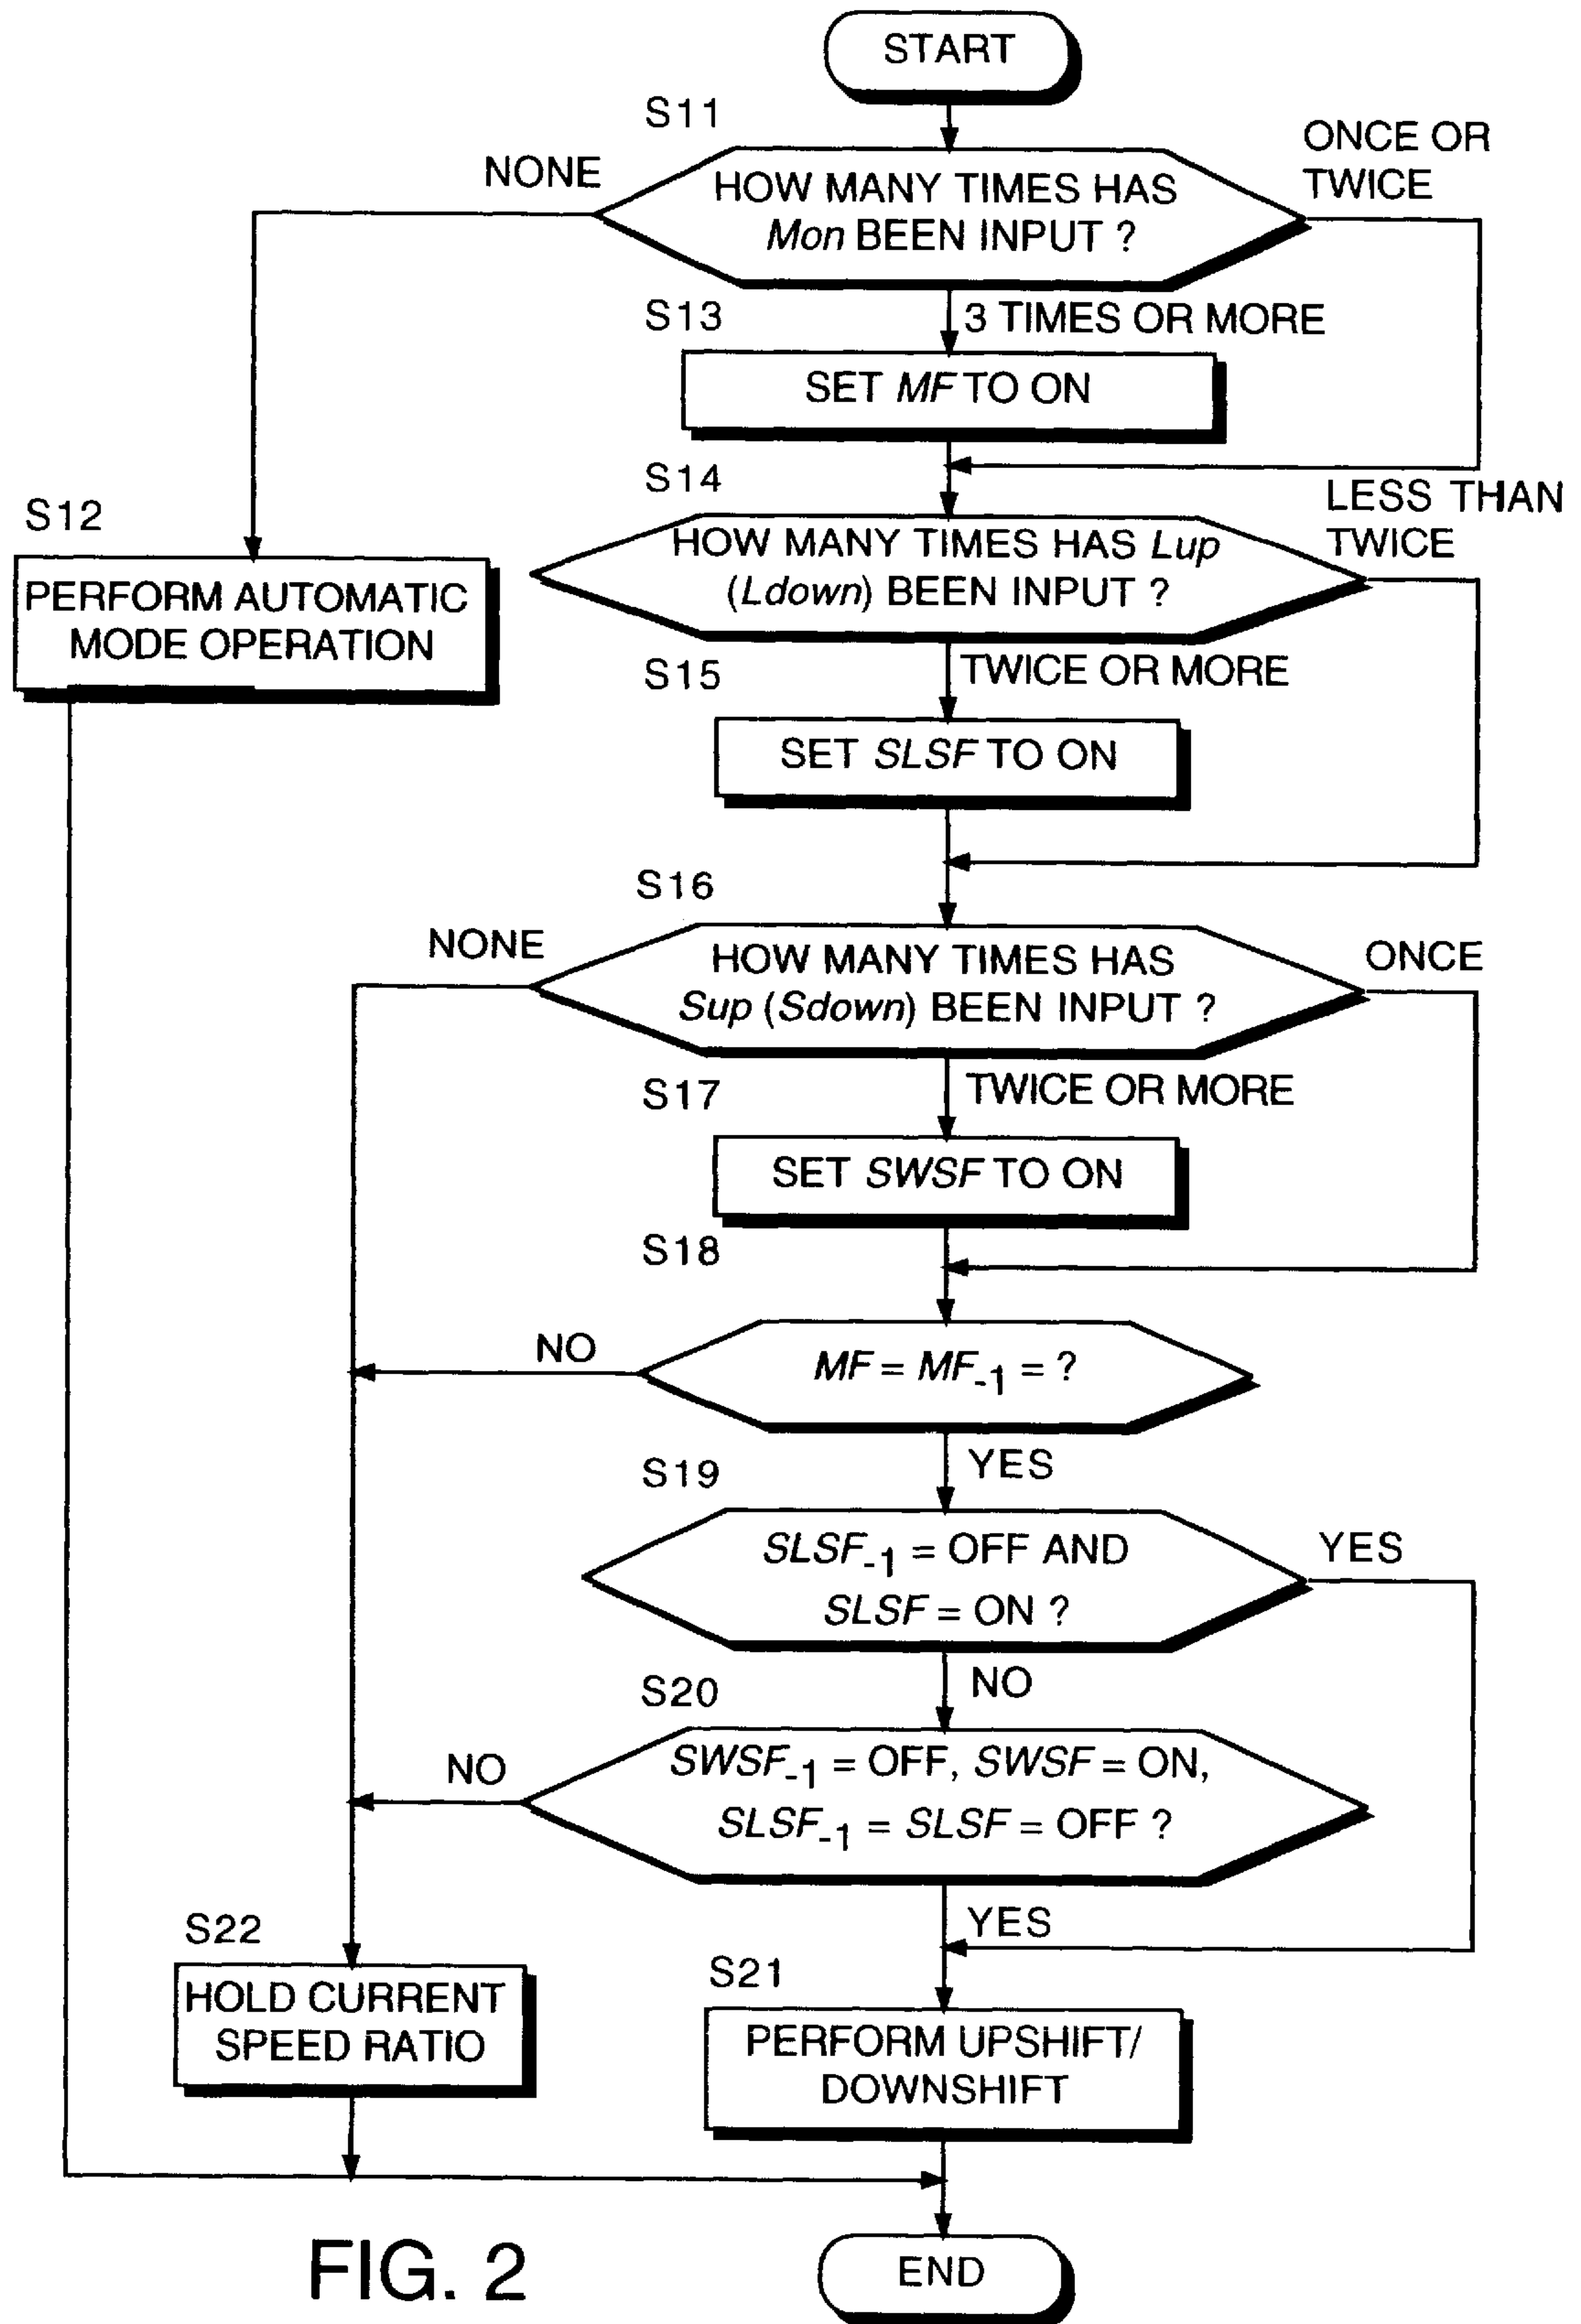 START
S11
NONE
ONCE OR
TWICE
HOW MANY TIMES HAS
Mon BEEN INPUT ?
S13
3 TIMES OR MORE
SET MF TO ON
S14
LESS THAN
TWICE
S12
HOW MANY TIMES HAS Lup
(Ldown) BEEN INPUT ?
PERFORM AUTOMATIC
MODE OPERATION
S15
TWICE OR MORE
SET SLSF TO ON
S16
NONE
ONCE
HOW MANY TIMES HAS
Sup (Sdown) BEEN INPUT ?
S17
TWICE OR MORE
SET SWSF TO ON
S18
NO
MF = MF-1 = ?
YES
S19
SLSF-1 = OFF AND
SLSF = ON ?
YES
NO
S20
NO
SWSF-1 = OFF, SWSF = ON,
SLSF-1 = SLSF = OFF ?
YES
S22
HOLD CURRENT
SPEED RATIO
S21
PERFORM UPSHIFT/
DOWNSHIFT
END
FIG. 2